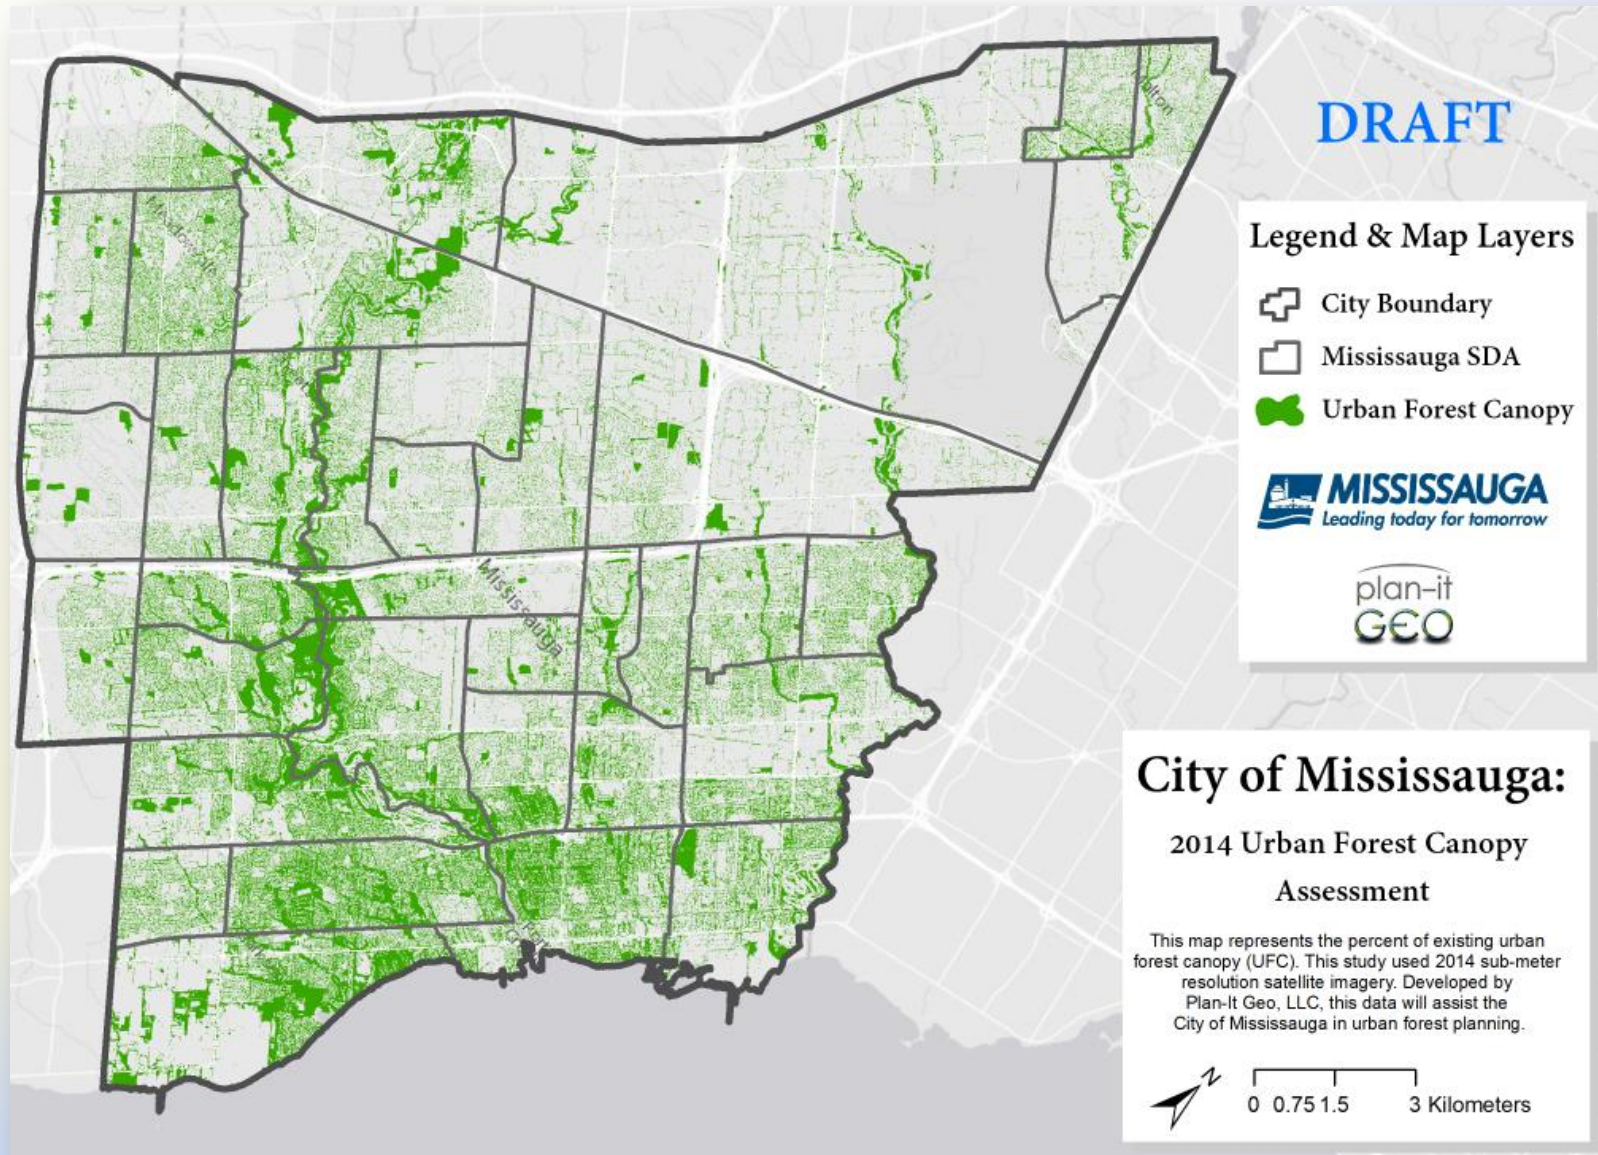 DRAFT
Malton
Legend & Map Layers
City Boundary
Mississauga SDA
Urban Forest Canopy
MISSISSAUGA
Leading today for tomorrow
plan-it
GEO
Meadowvale
Mississauga
City of Mississauga:
2014 Urban Forest Canopy
Assessment
This map represents the percent of existing urban
forest canopy (UFC). This study used 2014 sub-meter
resolution satellite imagery. Developed by
Plan-It Geo, LLC, this data will assist the
City of Mississauga in urban forest planning.
N
0 0.75 1.5 3 Kilometers